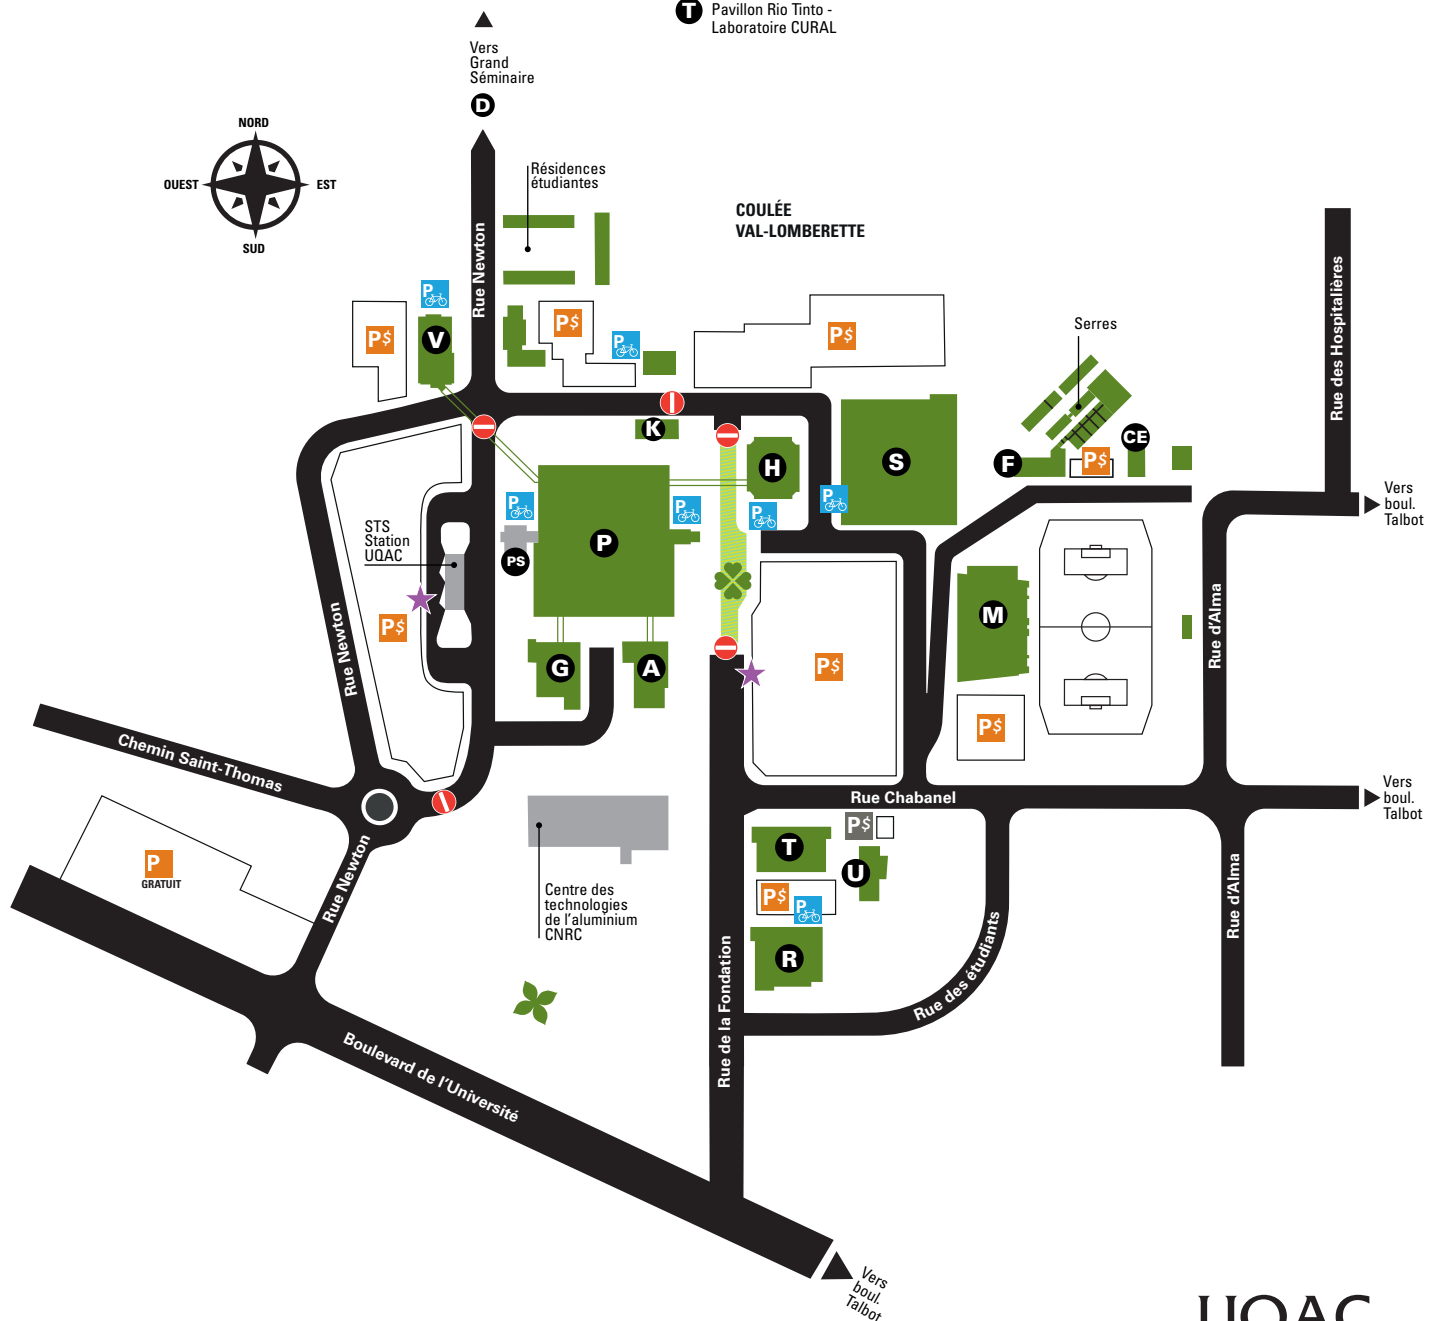 T
Pavillon Rio Tinto -
Laboratoire CURAL
Vers
Grand
Séminaire
D
NORD
OUEST
EST
SUD
Résidences
étudiantes
COULÉE
VAL-LOMBERETTE
Rue Newton
Rue des Hospitalières
P
V
P$
P$
P
P$
Serres
K
H
S
F
P$
CE
Vers
boul.
Talbot
P
P
P
P
STS
Station
UQAC
PS
P
P$
G
A
P$
M
P$
Rue d'Alma
Rue Newton
Chemin Saint-Thomas
Rue Chabanel
Vers
boul.
Talbot
P
GRATUIT
Rue Newton
Centre des
technologies
de l'aluminium
CNRC
T
P$
U
P$
P
R
Rue de la Fondation
Rue des étudiants
Rue d'Alma
Boulevard de l'Université
Vers
boul.
Talbot
UQAC